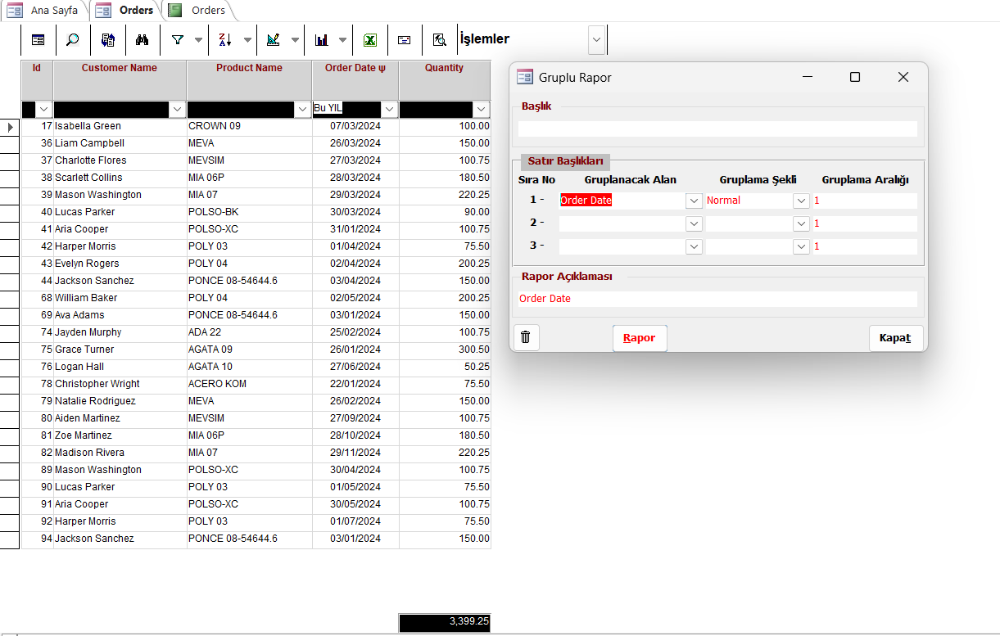 Ana Sayfa Orders Orders
İşlemler
Id Customer Name Product Name Order Date ψ Quantity
Bu YIL
17 Isabella Green CROWN 09 07/03/2024 100.00
36 Liam Campbell MEVA 26/03/2024 150.00
37 Charlotte Flores MEVSIM 27/03/2024 100.75
38 Scarlett Collins MIA 06P 28/03/2024 180.50
39 Mason Washington MIA 07 29/03/2024 220.25
40 Lucas Parker POLSO-BK 30/03/2024 90.00
41 Aria Cooper POLSO-XC 31/01/2024 100.75
42 Harper Morris POLY 03 01/04/2024 75.50
43 Evelyn Rogers POLY 04 02/04/2024 200.25
44 Jackson Sanchez PONCE 08-54644.6 03/04/2024 150.00
68 William Baker POLY 04 02/05/2024 200.25
69 Ava Adams PONCE 08-54644.6 03/01/2024 150.00
74 Jayden Murphy ADA 22 25/02/2024 100.75
75 Grace Turner AGATA 09 26/01/2024 300.50
76 Logan Hall AGATA 10 27/06/2024 50.25
78 Christopher Wright ACERO KOM 22/01/2024 75.50
79 Natalie Rodriguez MEVA 26/02/2024 150.00
80 Aiden Martinez MEVSIM 27/09/2024 100.75
81 Zoe Martinez MIA 06P 28/10/2024 180.50
82 Madison Rivera MIA 07 29/11/2024 220.25
89 Mason Washington POLSO-XC 30/04/2024 100.75
90 Lucas Parker POLY 03 01/05/2024 75.50
91 Aria Cooper POLSO-XC 30/05/2024 100.75
92 Harper Morris POLY 03 01/07/2024 75.50
94 Jackson Sanchez PONCE 08-54644.6 03/01/2024 150.00
3,399.25
Gruplu Rapor
Başlık
Satır Başlıkları
Sıra No Gruplanacak Alan Gruplama Şekli Gruplama Aralığı
1 - Order Date Normal 1
2 - 1
3 - 1
Rapor Açıklaması
Order Date
Rapor Kapat